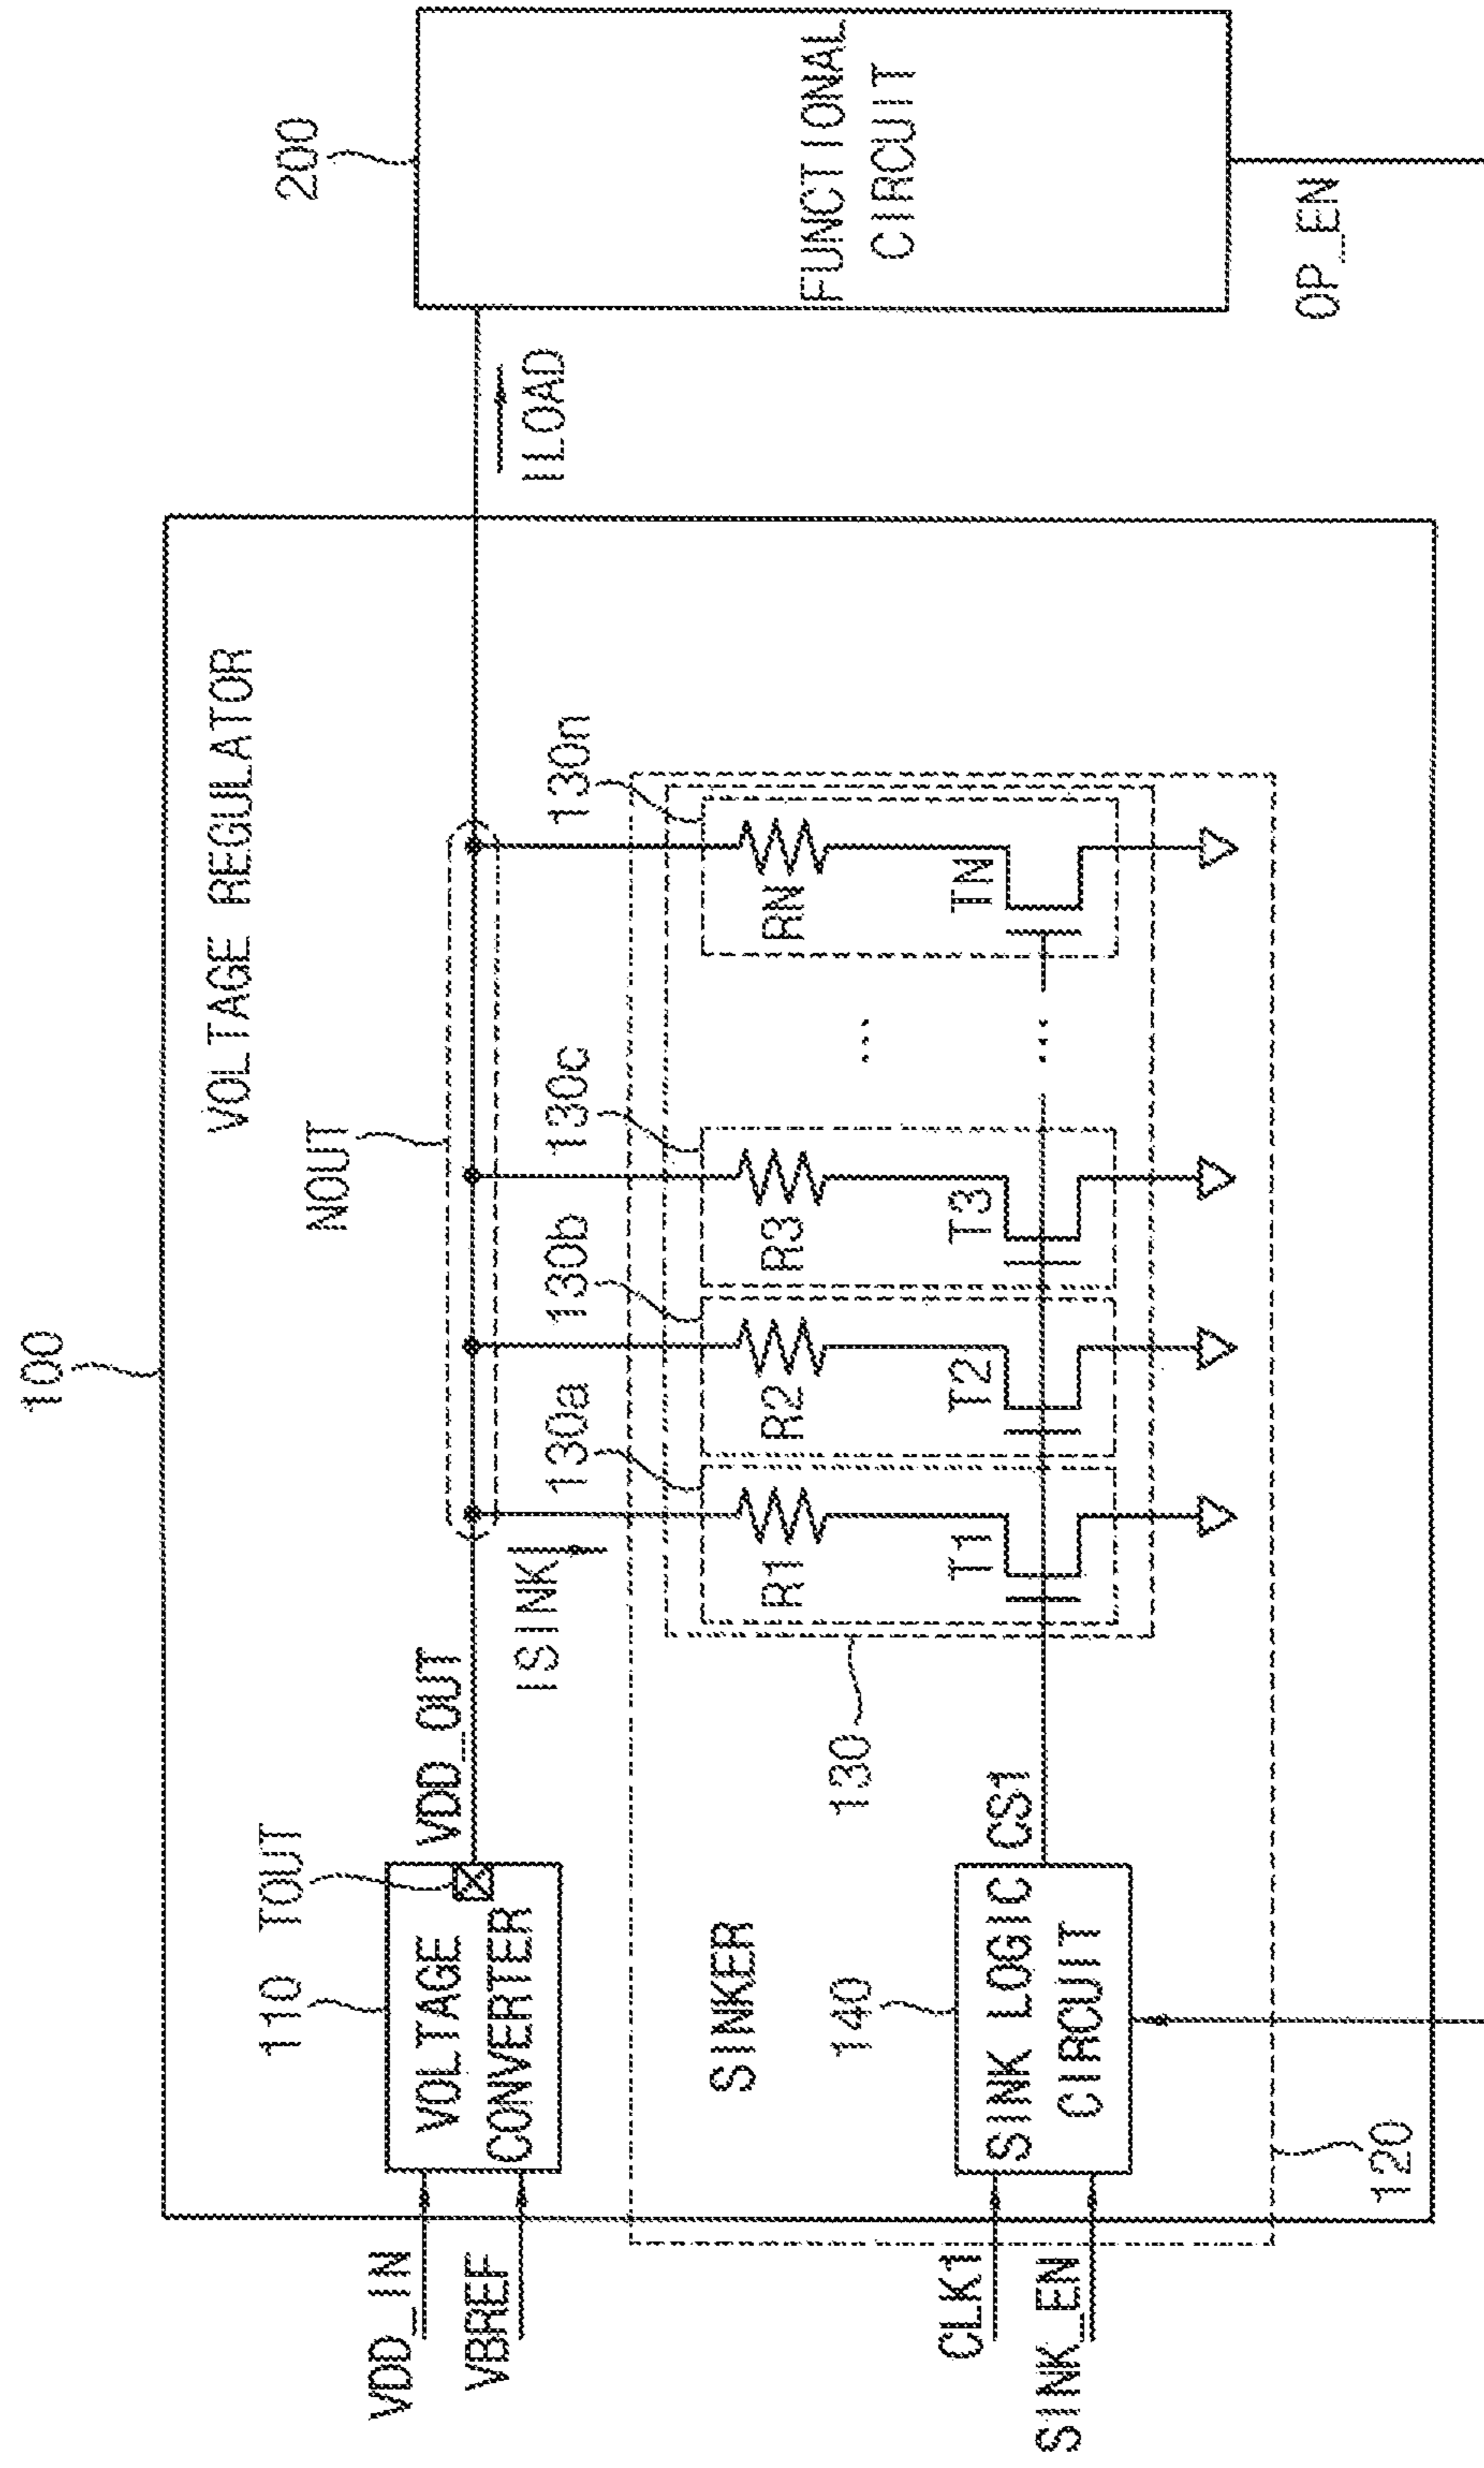 100
VOLTAGE REGULATOR
110
TOUT
NOUT
200
VDD_IN
VBREF
VOLTAGE
CONVERTER
VDD_OUT
ISINK
ILOAD
130a
130b
130c
130n
SINKER
R1
R2
R3
RN
FUNCTIONAL
CIRCUIT
140
130
...
T1
T2
T3
TN
CLK1
SINK_EN
SINK LOGIC
CIRCUIT
CS1
...
120
OP_EN